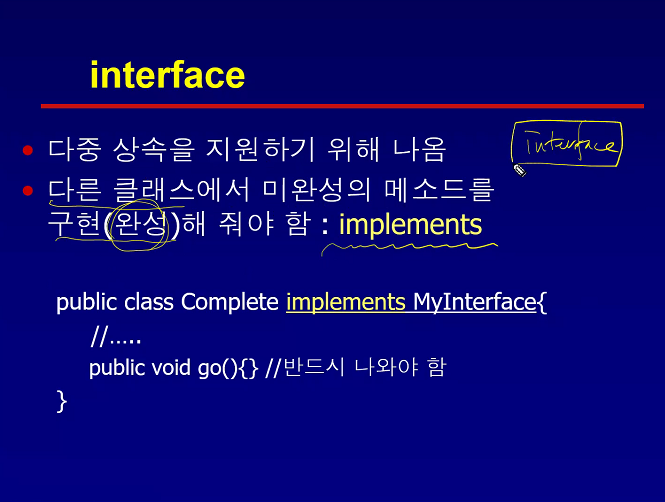 interface
Interface
다중 상속을 지원하기 위해 나옴
다른 클래스에서 미완성의 메소드를
구현(완성)해 줘야 함 : implements
public class Complete implements MyInterface{
//…..
public void go(){} //반드시 나와야 함
}